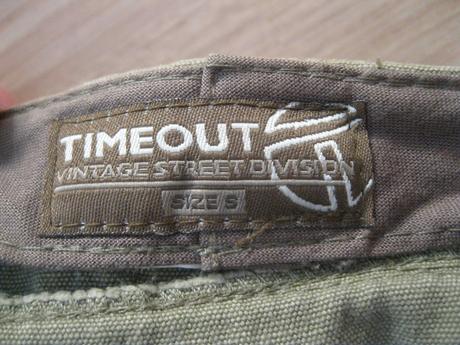 TIMEOUT
VINTAGE STREET DIVISION
SIZE S